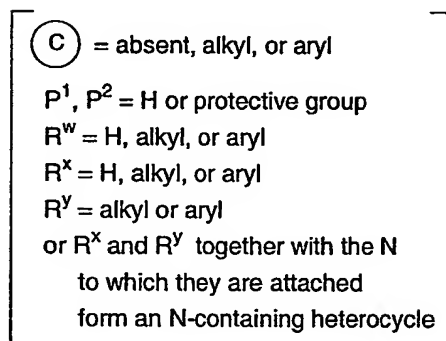 C = absent, alkyl, or aryl
P¹, P² = H or protective group
Rʷ = H, alkyl, or aryl
Rˣ = H, alkyl, or aryl
Rʸ = alkyl or aryl
or Rˣ and Rʸ together with the N
to which they are attached
form an N-containing heterocycle